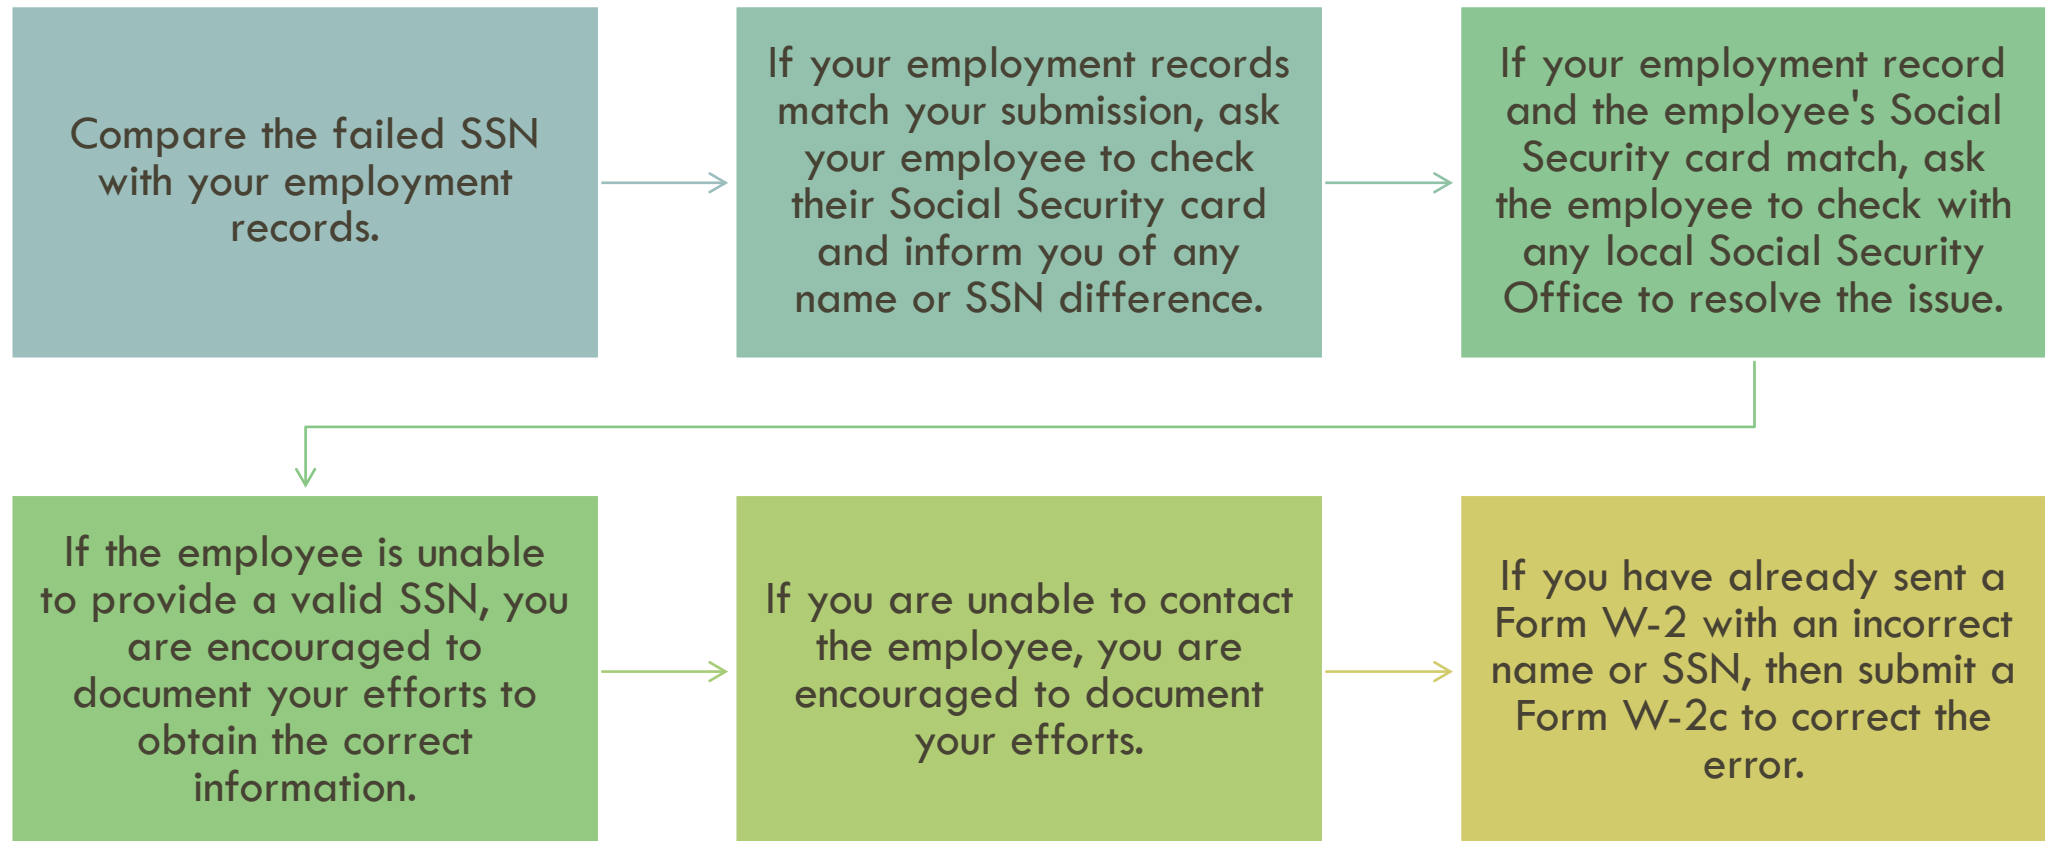 Compare the failed SSN
with your employment
records.
If your employment records
match your submission, ask
your employee to check
their Social Security card
and inform you of any
name or SSN difference.
If your employment record
and the employee's Social
Security card match, ask
the employee to check with
any local Social Security
Office to resolve the issue.
If the employee is unable
to provide a valid SSN, you
are encouraged to
document your efforts to
obtain the correct
information.
If you are unable to contact
the employee, you are
encouraged to document
your efforts.
If you have already sent a
Form W-2 with an incorrect
name or SSN, then submit a
Form W-2c to correct the
error.